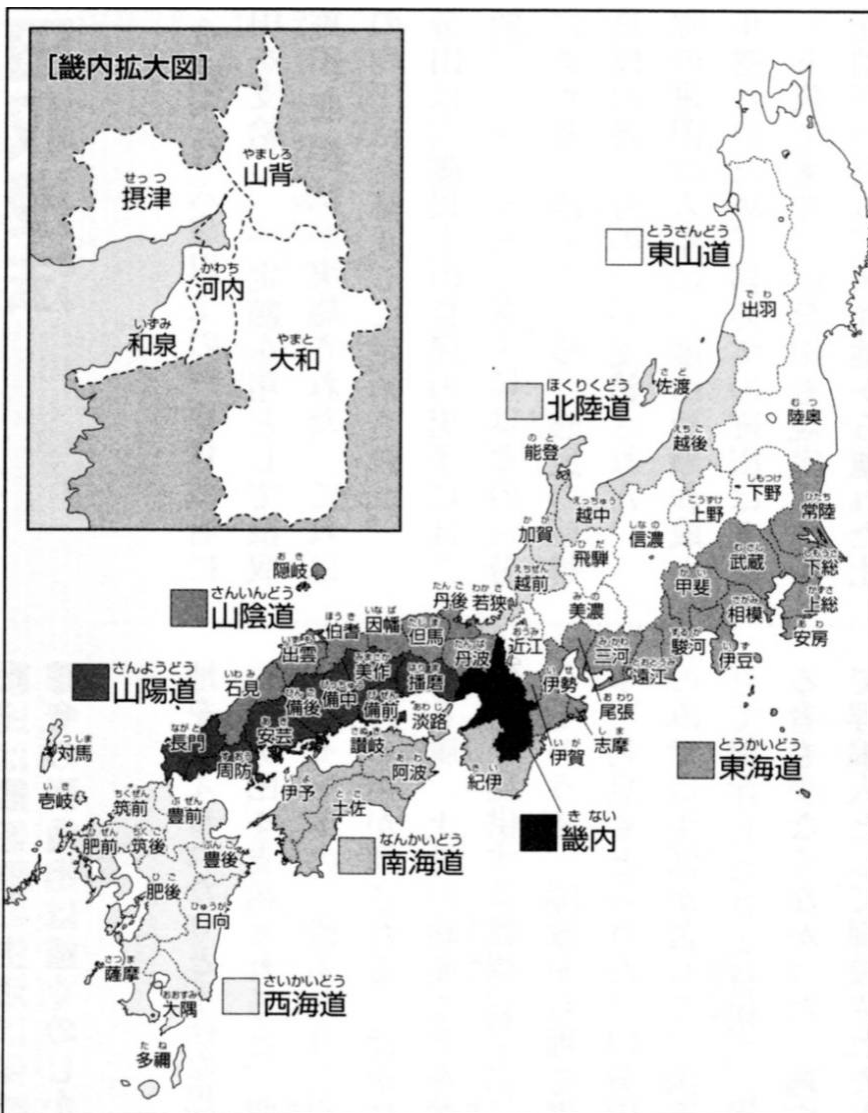 [畿内拡大図]
やましろ
山背
せっつ
摂津
かわち
河内
いずみ
和泉
やまと
大和
とうさんどう
東山道
でわ
出羽
むつ
陸奥
しもつけ
下野
こうずけ
上野
しなの
信濃
ひだ
飛騨
みの
美濃
おうみ
近江
ほくりくどう
北陸道
さど
佐渡
えちご
越後
のと
能登
えっちゅう
越中
かが
加賀
えちぜん
越前
わかさ
若狭
ひたち
常陸
しもうさ
下総
かずさ
上総
あわ
安房
むさし
武蔵
さがみ
相模
かい
甲斐
いず
伊豆
するが
駿河
とおとうみ
遠江
みかわ
三河
おわり
尾張
いせ
伊勢
しま
志摩
いが
伊賀
とうかいどう
東海道
きない
畿内
さんいんどう
山陰道
おき
隠岐
たんご
丹後
たんば
丹波
たじま
但馬
いなば
因幡
ほうき
伯耆
いずも
出雲
いわみ
石見
さんようどう
山陽道
みまさか
美作
はりま
播磨
びぜん
備前
びっちゅう
備中
びんご
備後
あき
安芸
すおう
周防
ながと
長門
あわじ
淡路
さぬき
讃岐
あわ
阿波
いよ
伊予
とさ
土佐
きい
紀伊
なんかいどう
南海道
つしま
対馬
いき
壱岐
ちくぜん
筑前
ぶぜん
豊前
ひぜん
肥前
ちくご
筑後
ぶんご
豊後
ひご
肥後
ひゅうが
日向
さつま
薩摩
おおすみ
大隅
たね
多禰
さいかいどう
西海道